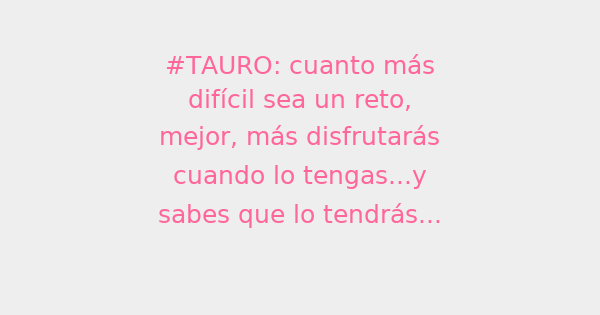 #TAURO: cuanto más
difícil sea un reto,
mejor, más disfrutarás
cuando lo tengas...y
sabes que lo tendrás...